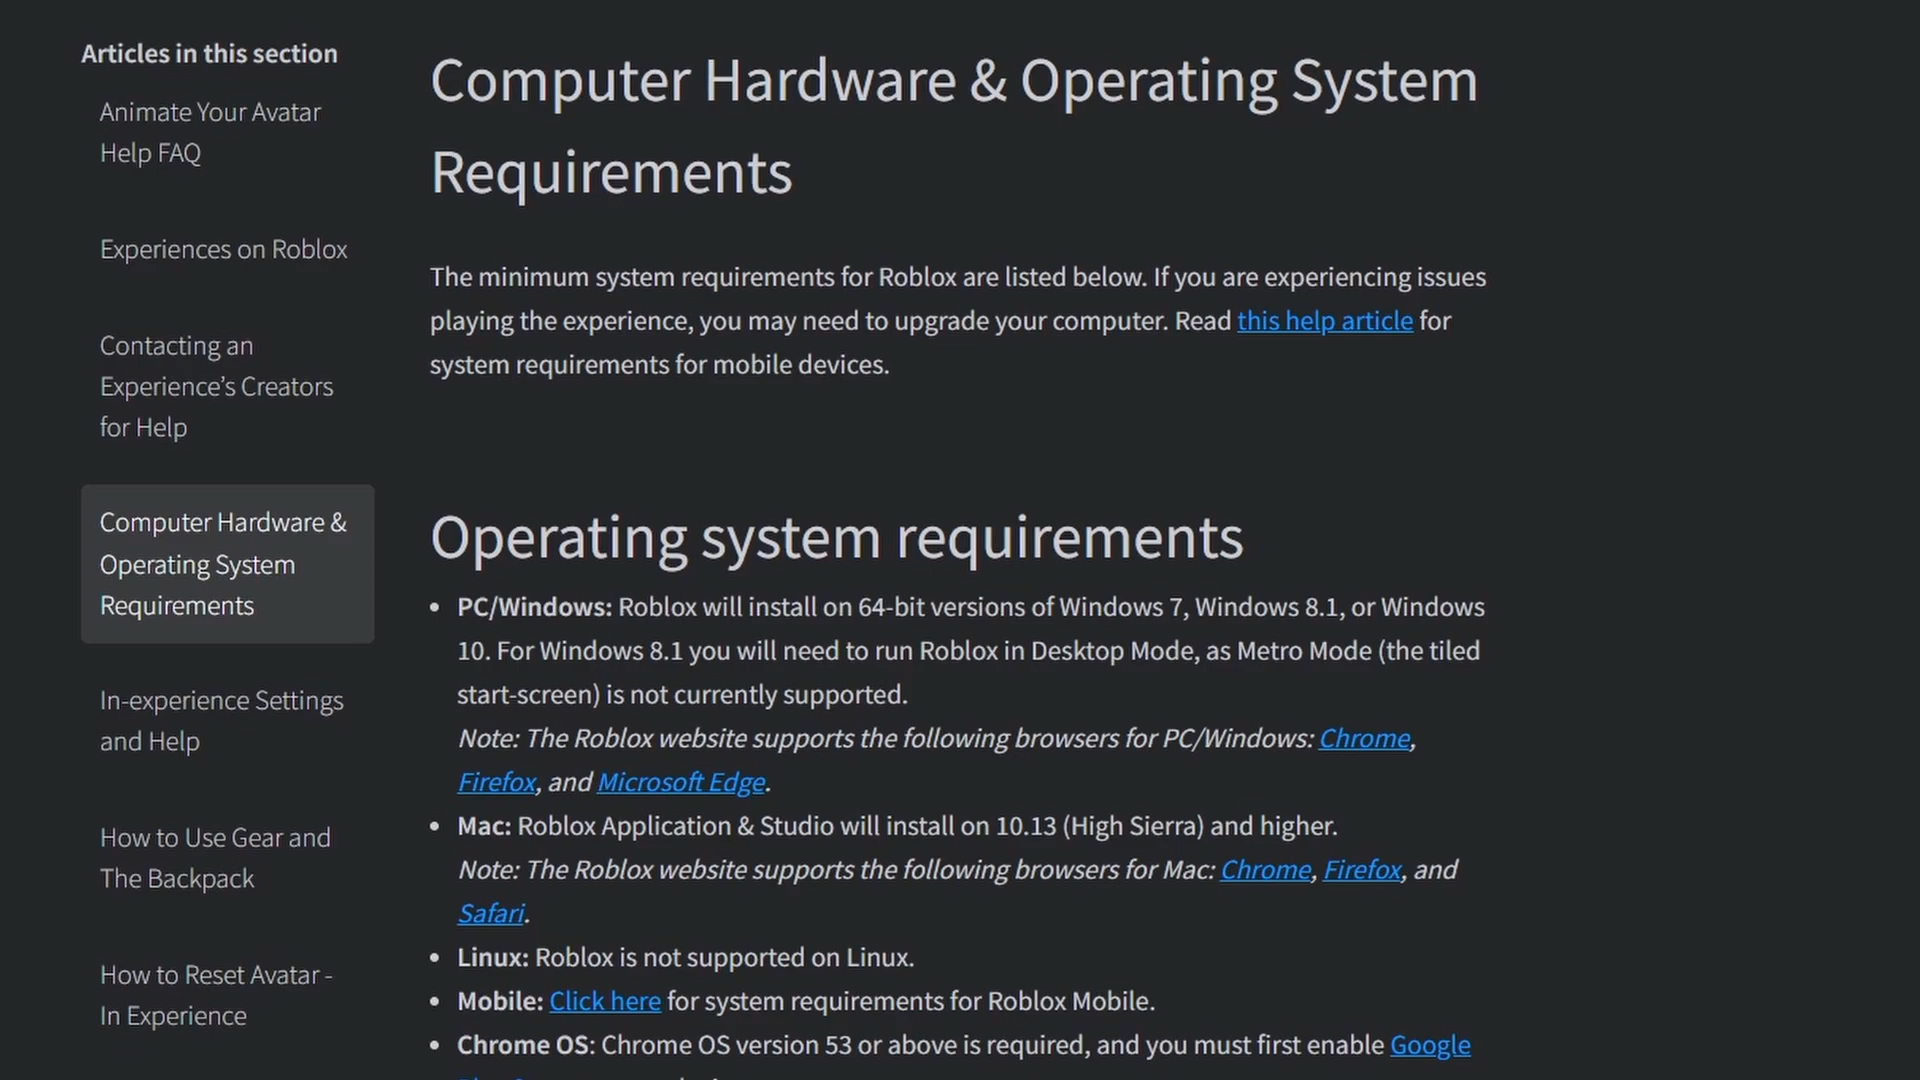 Articles in this section
Animate Your Avatar
Help FAQ
Experiences on Roblox
Contacting an
Experience’s Creators
for Help
Computer Hardware &
Operating System
Requirements
In-experience Settings
and Help
How to Use Gear and
The Backpack
How to Reset Avatar -
In Experience
Computer Hardware & Operating System
Requirements
The minimum system requirements for Roblox are listed below. If you are experiencing issues
playing the experience, you may need to upgrade your computer. Read this help article for
system requirements for mobile devices.
Operating system requirements
• PC/Windows: Roblox will install on 64-bit versions of Windows 7, Windows 8.1, or Windows
10. For Windows 8.1 you will need to run Roblox in Desktop Mode, as Metro Mode (the tiled
start-screen) is not currently supported.
Note: The Roblox website supports the following browsers for PC/Windows: Chrome,
Firefox, and Microsoft Edge.
• Mac: Roblox Application & Studio will install on 10.13 (High Sierra) and higher.
Note: The Roblox website supports the following browsers for Mac: Chrome, Firefox, and
Safari.
• Linux: Roblox is not supported on Linux.
• Mobile: Click here for system requirements for Roblox Mobile.
• Chrome OS: Chrome OS version 53 or above is required, and you must first enable Google